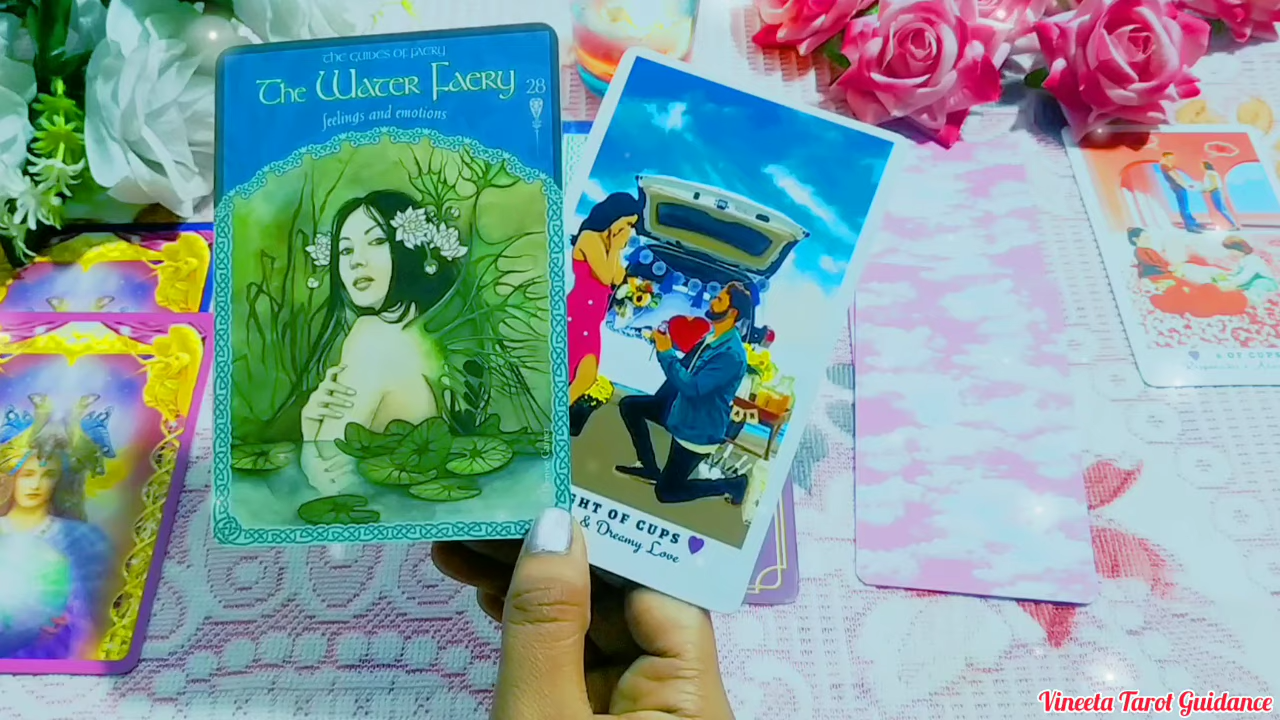 THE GUIDES OF FAERY
The Water Faery 28
feelings and emotions
GHT OF CUPS
& Dreamy Love
6 OF CUPS
Vineeta Tarot Guidance